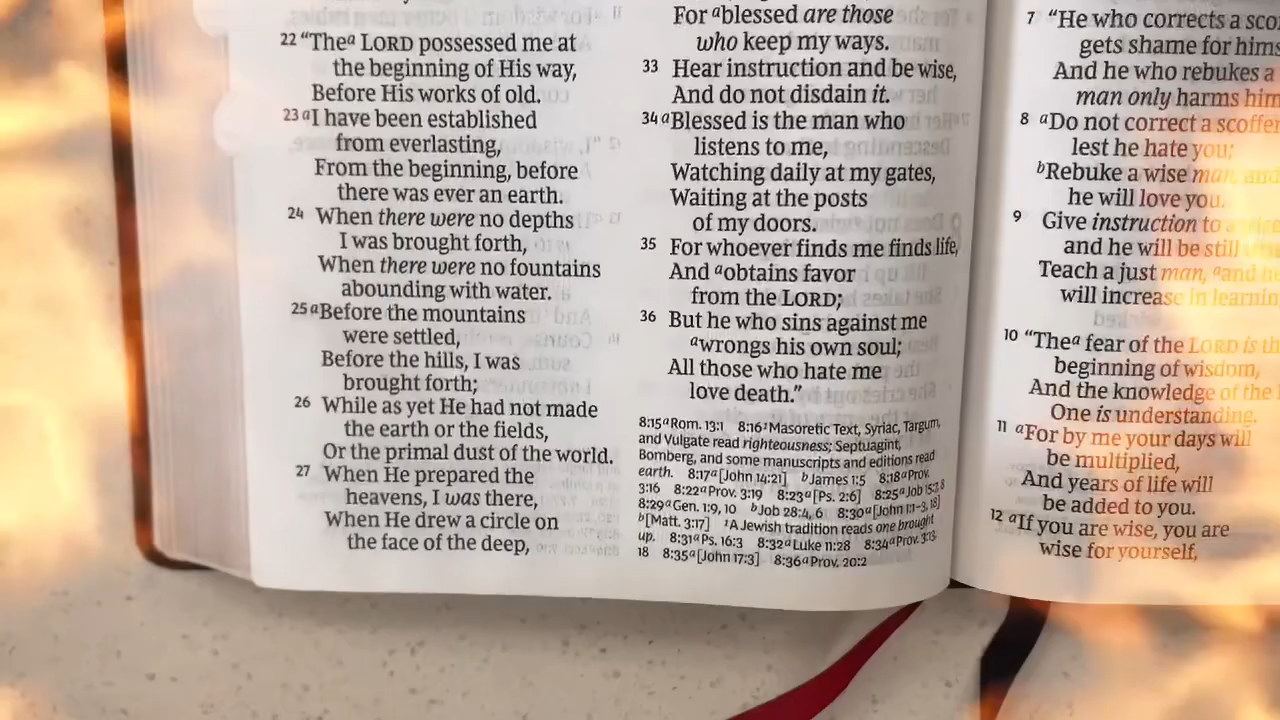 22 “Theª LORD possessed me at
the beginning of His way,
Before His works of old.
23 ªI have been established
from everlasting,
From the beginning, before
there was ever an earth.
24 When there were no depths
I was brought forth,
When there were no fountains
abounding with water.
25 ªBefore the mountains
were settled,
Before the hills, I was
brought forth;
26 While as yet He had not made
the earth or the fields,
Or the primal dust of the world.
27 When He prepared the
heavens, I was there,
When He drew a circle on
the face of the deep,
For ªblessed are those
who keep my ways.
33 Hear instruction and be wise,
And do not disdain it.
34 ªBlessed is the man who
listens to me,
Watching daily at my gates,
Waiting at the posts
of my doors.
35 For whoever finds me finds life,
And ªobtains favor
from the LORD;
36 But he who sins against me
ªwrongs his own soul;
All those who hate me
love death.”
8:15 ª Rom. 13:1 8:16 ¹ Masoretic Text, Syriac, Targum,
and Vulgate read righteousness; Septuagint,
Bomberg, and some manuscripts and editions read
earth. 8:17 ª [John 14:21] ᵇ James 1:5 8:18 ª Prov.
3:16 8:22 ª Prov. 3:19 8:23 ª [Ps. 2:6] 8:25 ª Job 15:7, 8
8:29 ª Gen. 1:9, 10 ᵇ Job 28:4, 6 8:30 ª [John 1:1–3, 18]
ᵇ [Matt. 3:17] ¹ A Jewish tradition reads one brought
up. 8:31 ª Ps. 16:3 8:32 ª Luke 11:28 8:34 ª Prov. 3:13,
18 8:35 ª [John 17:3] 8:36 ª Prov. 20:2
7 “He who corrects a
gets shame for
And he who rebukes a
man only harms
8 ªDo not correct a scoffer
lest he hate you;
ᵇRebuke a wise man, and
he will love you.
9 Give instruction to a
and he will be still
Teach a just man, ªand
will increase in
10 “Theª fear of the LORD is
beginning of wisdom,
And the knowledge of the
One is understanding.
11 ªFor by me your days will
be multiplied,
And years of life will
be added to you.
12 ªIf you are wise, you are
wise for yourself,